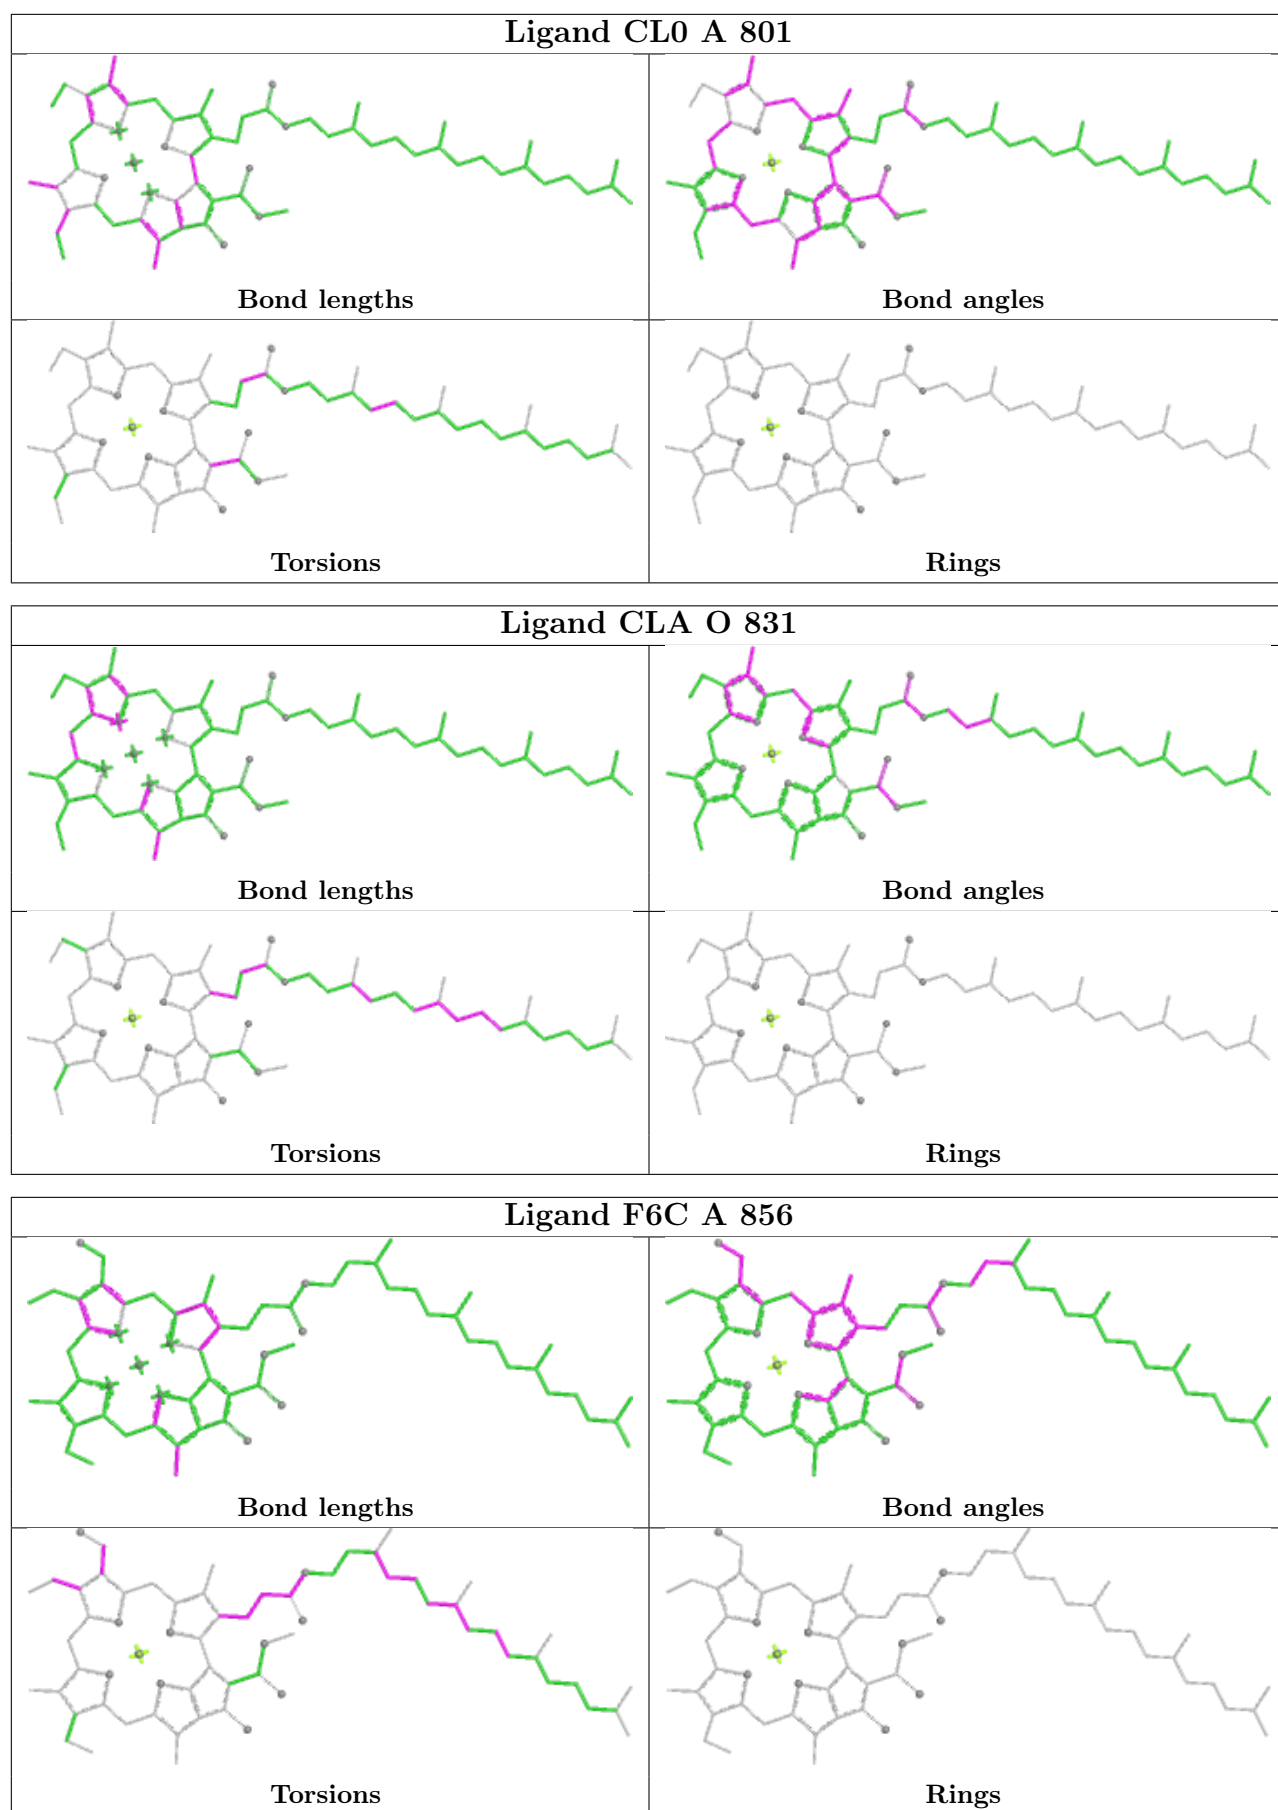 Ligand CL0 A 801
Bond lengths
Bond angles
Torsions
Rings
Ligand CLA O 831
Bond lengths
Bond angles
Torsions
Rings
Ligand F6C A 856
Bond lengths
Bond angles
Torsions
Rings